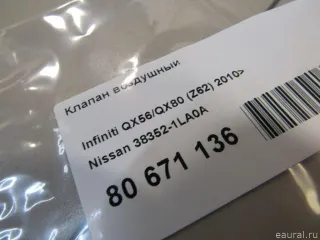 Клапан воздушный
Infiniti QX56/QX80 (Z62) 2010>
Nissan 38352-1LA0A
80 671 136
eaural.ru